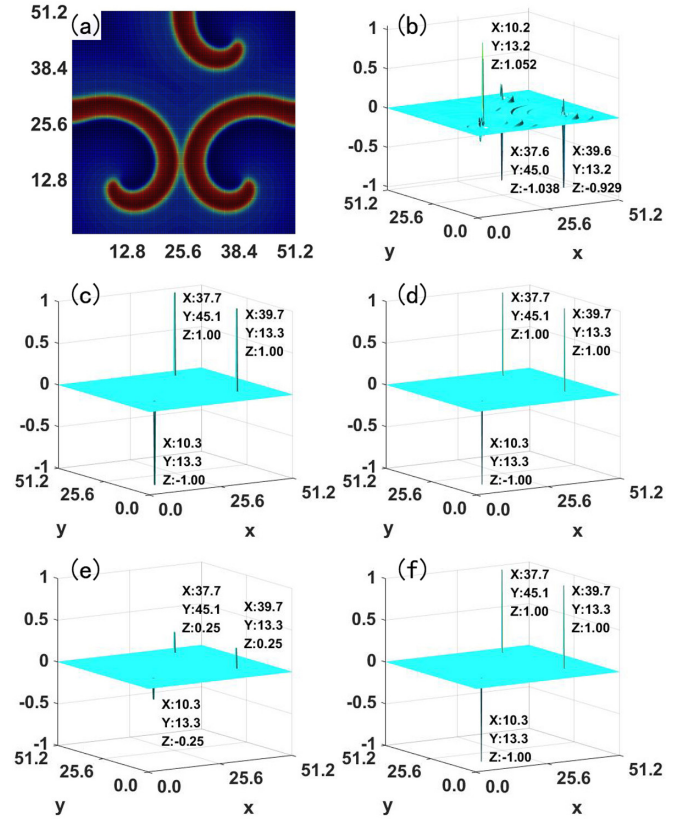 (a)
51.2
38.4
25.6
12.8
12.8 25.6 38.4 51.2
(b)
1
0
-0.5
-1
X:10.2
Y:13.2
Z:1.052
X:37.6
Y:45.0
Z:-1.038
X:39.6
Y:13.2
Z:-0.929
51.2
25.6
0.0
y
0.0
25.6
51.2
x
(c)
1
0.5
0
-0.5
-1
X:37.7
Y:45.1
Z:1.00
X:39.7
Y:13.3
Z:1.00
X:10.3
Y:13.3
Z:-1.00
51.2
25.6
0.0
y
0.0
25.6
51.2
x
(d)
1
0.5
0
-0.5
-1
X:37.7
Y:45.1
Z:1.00
X:39.7
Y:13.3
Z:1.00
X:10.3
Y:13.3
Z:-1.00
51.2
25.6
0.0
y
0.0
25.6
51.2
x
(e)
1
0.5
0
-0.5
-1
X:37.7
Y:45.1
Z:0.25
X:39.7
Y:13.3
Z:0.25
X:10.3
Y:13.3
Z:-0.25
51.2
25.6
0.0
y
0.0
25.6
51.2
x
(f)
1
0.5
0
-0.5
-1
X:37.7
Y:45.1
Z:1.00
X:39.7
Y:13.3
Z:1.00
X:10.3
Y:13.3
Z:-1.00
51.2
25.6
0.0
y
0.0
25.6
51.2
x